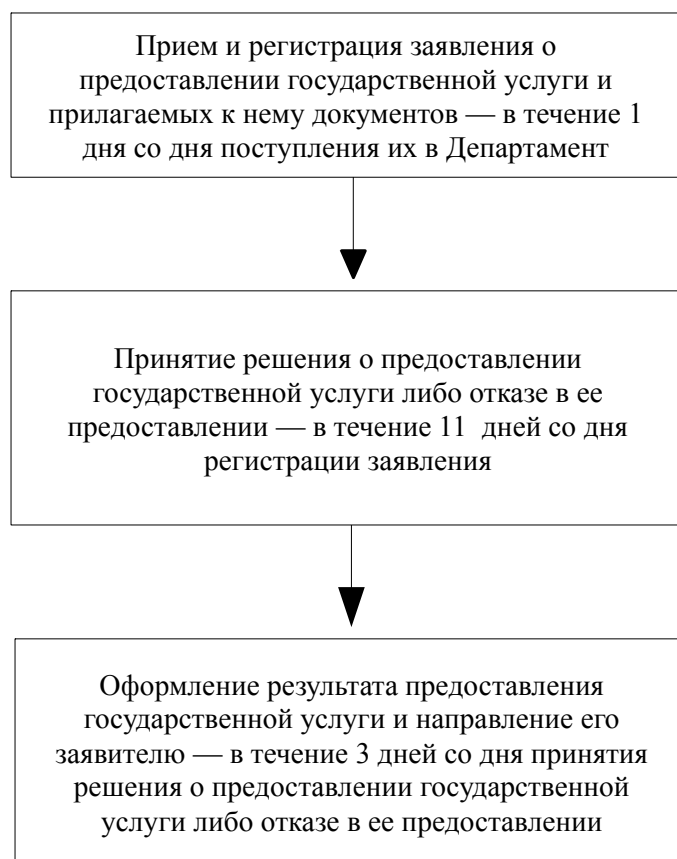 Прием и регистрация заявления о
предоставлении государственной услуги и
прилагаемых к нему документов — в течение 1
дня со дня поступления их в Департамент
Принятие решения о предоставлении
государственной услуги либо отказе в ее
предоставлении — в течение 11 дней со дня
регистрации заявления
Оформление результата предоставления
государственной услуги и направление его
заявителю — в течение 3 дней со дня принятия
решения о предоставлении государственной
услуги либо отказе в ее предоставлении